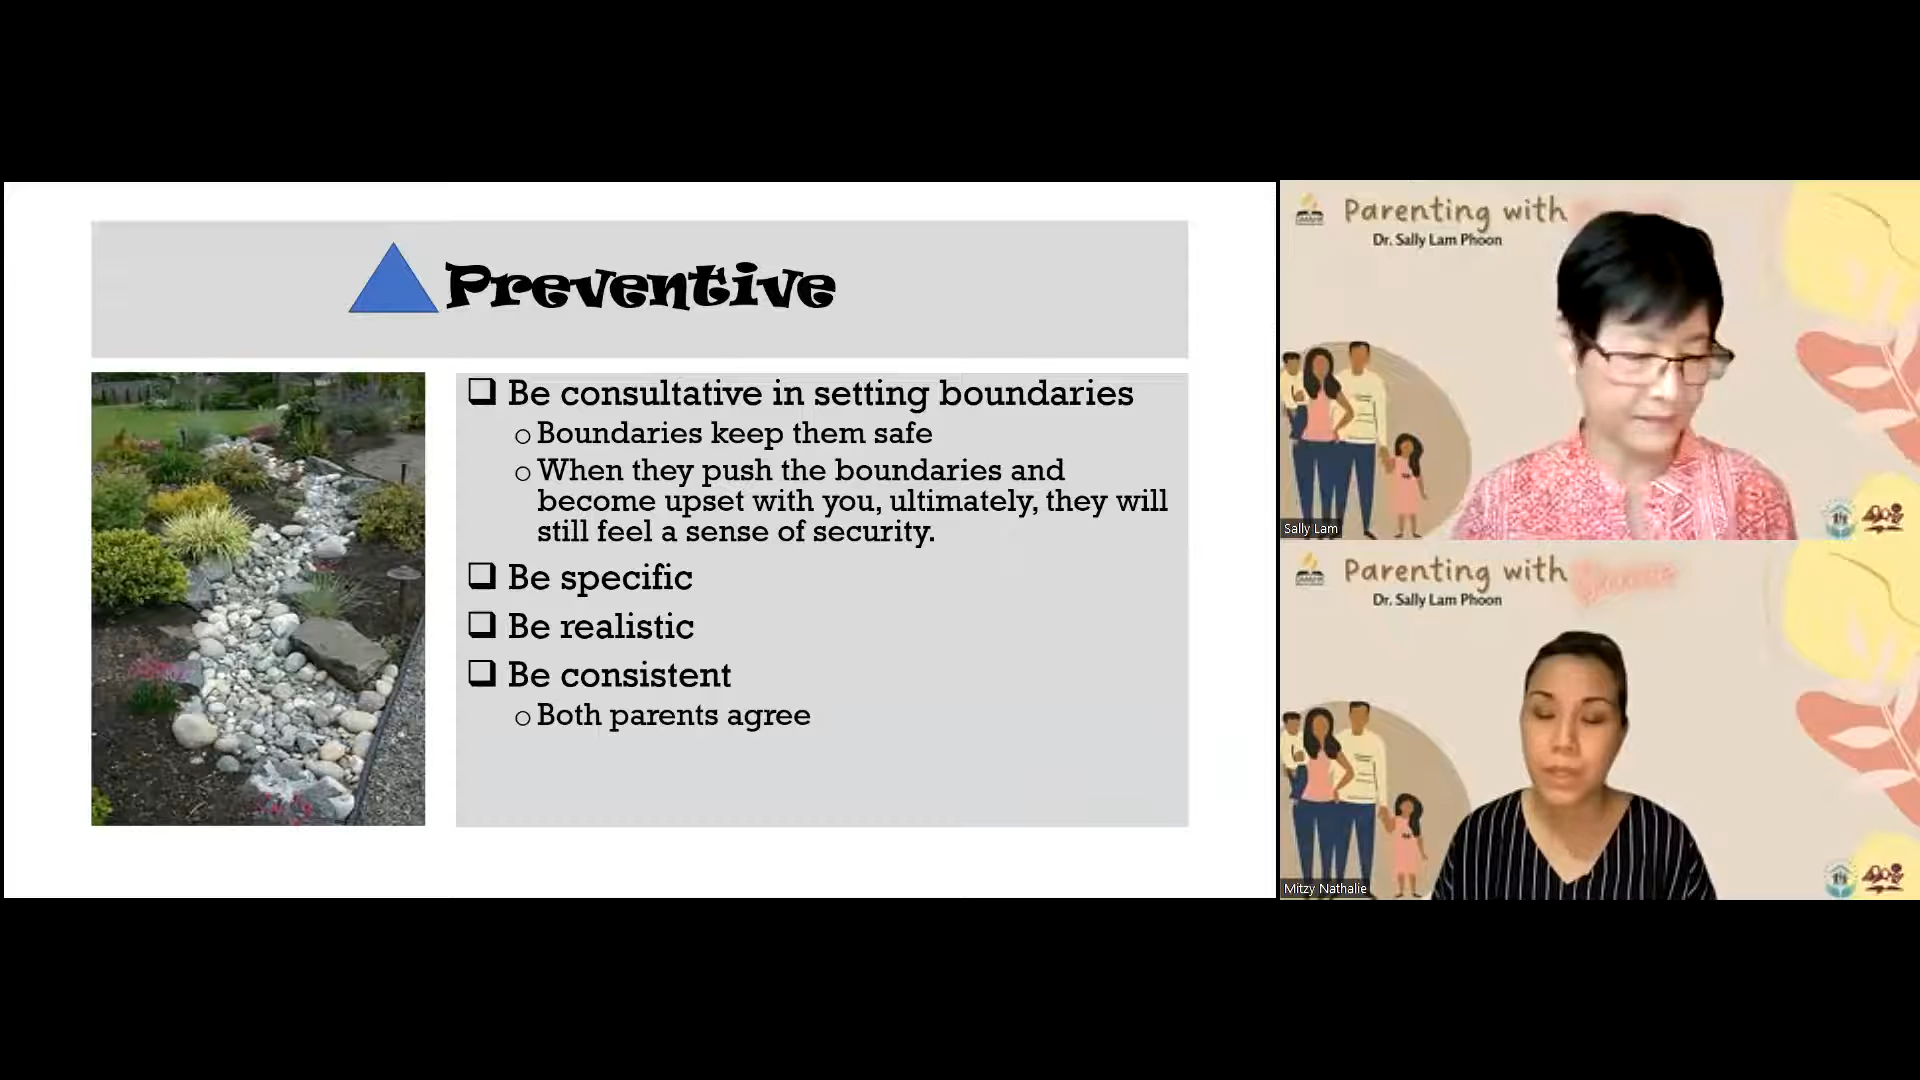 Preventive
❑ Be consultative in setting boundaries
○ Boundaries keep them safe
○ When they push the boundaries and
become upset with you, ultimately, they will
still feel a sense of security.
❑ Be specific
❑ Be realistic
❑ Be consistent
○ Both parents agree
Parenting with
Dr. Sally Lam Phoon
Sally Lam
Parenting with
Dr. Sally Lam Phoon
Mitzy Nathalie